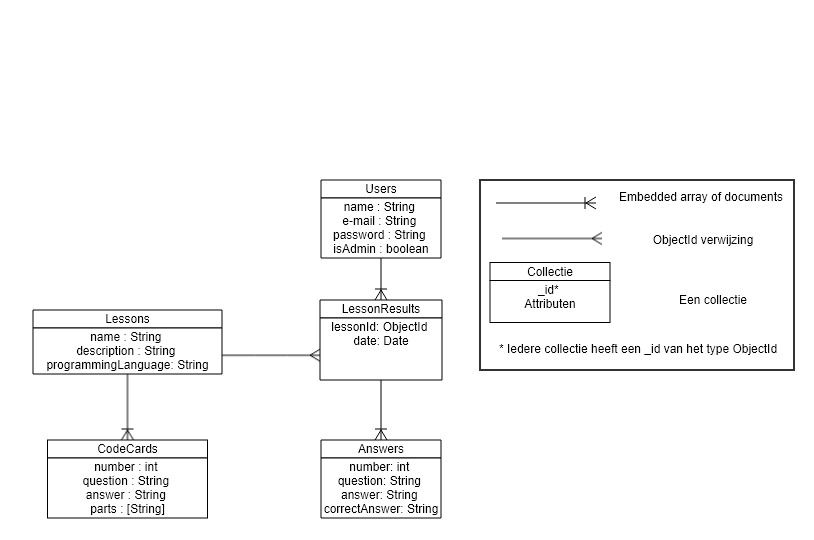 Users
name : String
e-mail : String
password : String
isAdmin : boolean
LessonResults
lessonId: ObjectId
date: Date
Lessons
name : String
description : String
programmingLanguage: String
CodeCards
number : int
question : String
answer : String
parts : [String]
Answers
number: int
question: String
answer: String
correctAnswer: String
Embedded array of documents
ObjectId verwijzing
Collectie
_id*
Attributen
Een collectie
* Iedere collectie heeft een _id van het type ObjectId